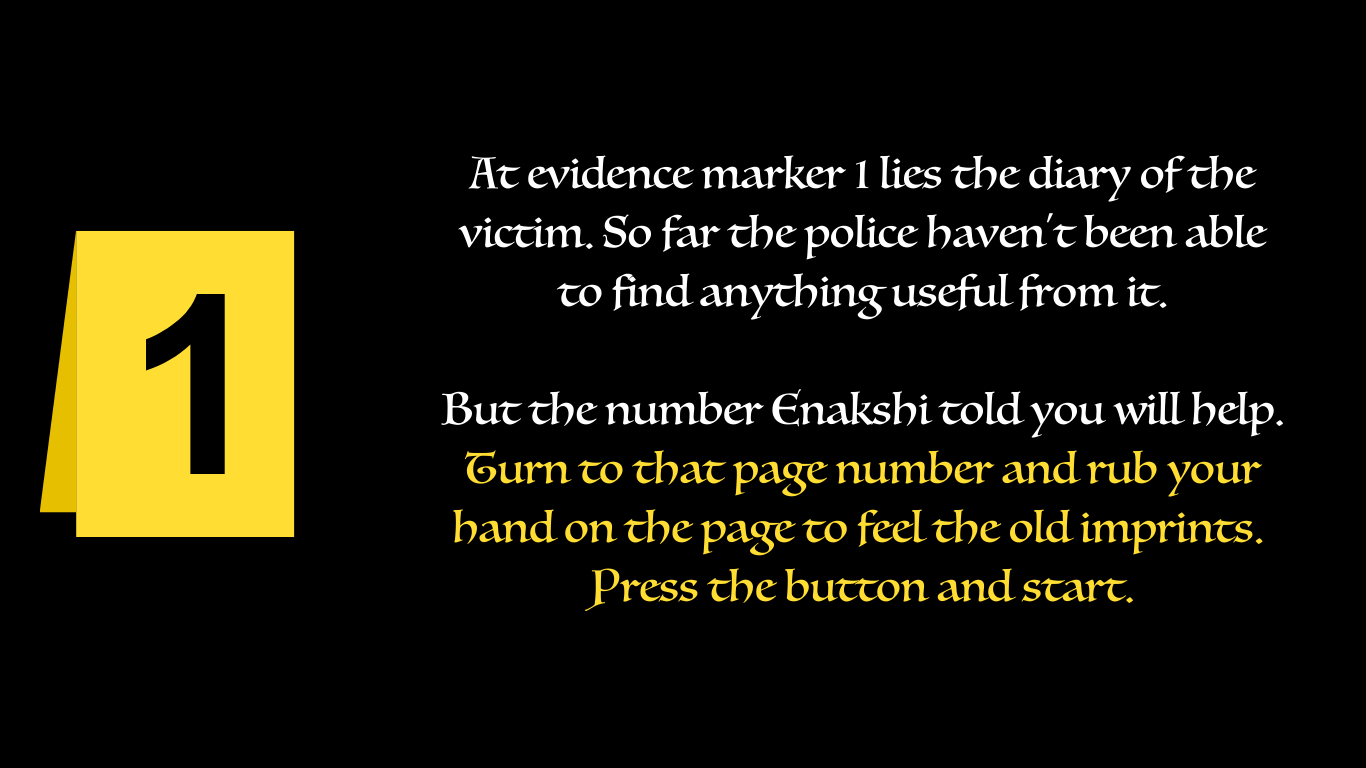 1
At evidence marker 1 lies the diary of the
victim. So far the police haven't been able
to find anything useful from it.
But the number Enakshi told you will help.
Turn to that page number and rub your
hand on the page to feel the old imprints.
Press the button and start.